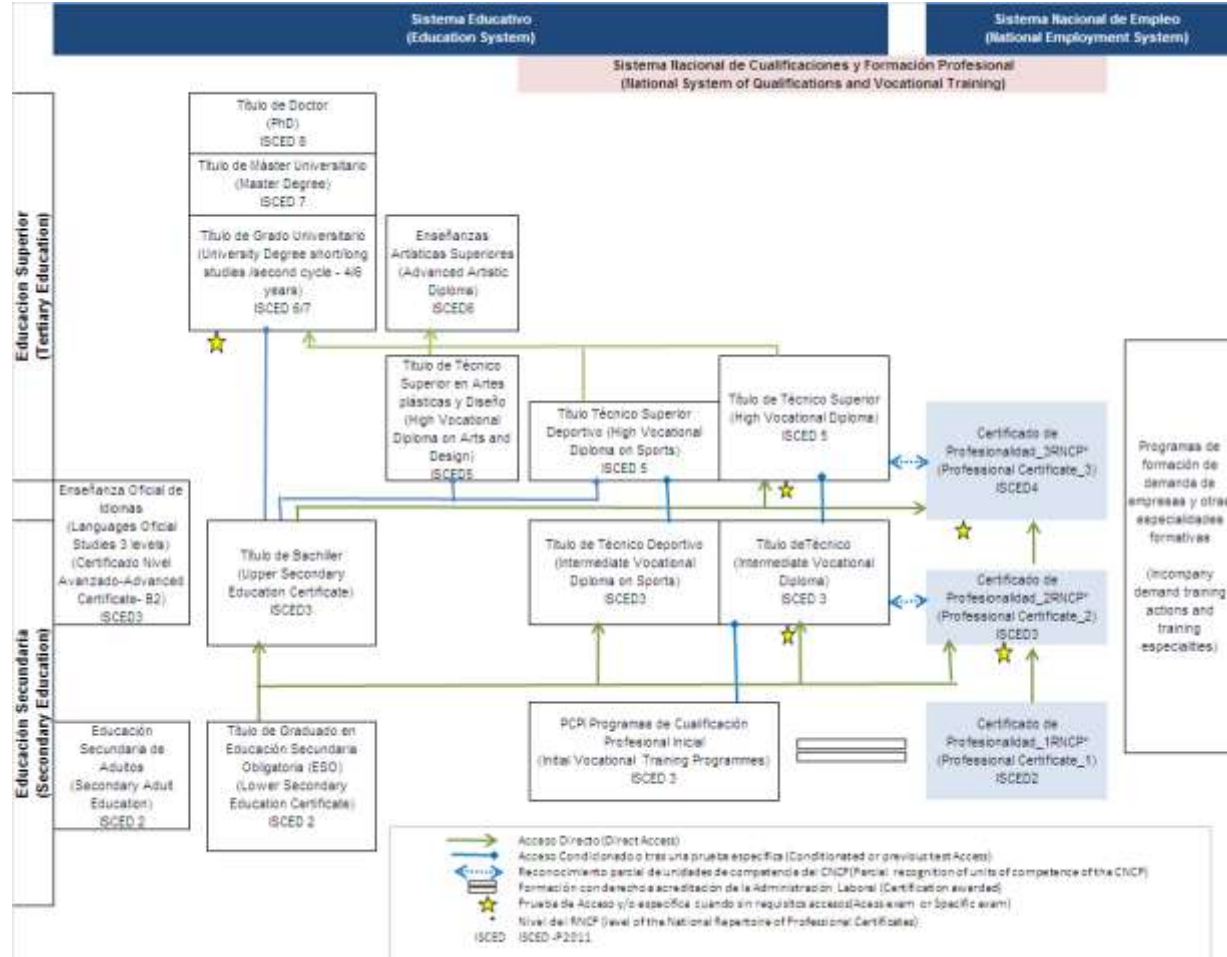 Sistema Educativo
(Education System)
Sistema Nacional de Empleo
(National Employment System)
Sistema Nacional de Cualificaciones y Formación Profesional
(National System of Qualifications and Vocational Training)
Educacion Superior
(Tertiary Education)
Título de Doctor
(PhD)
ISCED 8
Título de Máster Universitario
(Master Degree)
ISCED 7
Título de Grado Universitario
(University Degree short/long
studies /second cycle - 4/6
years)
ISCED 6/7
Enseñanzas
Artísticas Superiores
(Advanced Artistic
Diploma)
ISCED6
Título de Técnico
Superior en Artes
plásticas y Diseño
(High Vocational
Diploma on Arts and
Design)
ISCED5
Título Técnico Superior
Deportivo (High Vocational
Diploma on Sports)
ISCED 5
Título de Técnico Superior
(High Vocational Diploma)
ISCED 5
Certificado de
Profesionalidad_3RNCP*
(Professional Certificate_3)
ISCED4
Programas de
formación de
demanda de
empresas y otras
especialidades
formativas
(Incompany
demand training
actions and
training
especialties)
Educación Secundaria
(Secondary Education)
Enseñanza Oficial de
Idiomas
(Languages Oficial
Studies 3 levels)
(Certificado Nivel
Avanzado-Advanced
Certificate- B2)
ISCED3
Título de Bachiller
(Upper Secondary
Education Certificate)
ISCED3
Título de Técnico Deportivo
(Intermediate Vocational
Diploma on Sports)
ISCED3
Título deTécnico
(Intermediate Vocational
Diploma)
ISCED 3
Certificado de
Profesionalidad_2RNCP*
(Professional Certificate_2)
ISCED3
Educación
Secundaria de
Adultos
(Secondary Adult
Education)
ISCED 2
Título de Graduado en
Educación Secundaria
Obligatoria (ESO)
(Lower Secondary
Education Certificate)
ISCED 2
PCPI Programas de Cualificación
Profesional Inicial
(Initial Vocational Training Programmes)
ISCED 3
Certificado de
Profesionalidad_1RNCP*
(Professional Certificate_1)
ISCED2
Acceso Directo (Direct Access)
Acceso Condicionado o tras una prueba específica (Conditionated or previous test Access)
Reconocimiento parcial de unidades de competencia del CNCP(Parcial recognition of units of competence of the CNCP)
Formación con derecho a acreditación de la Administración Laboral (Certification awarded)
Prueba de Acceso y/o específica cuando sin requisitos accesos(Acess exam or Specific exam)
* Nivel del RNCP (level of the National Repertoire of Professional Certificates)
ISCED ISCED -P2011